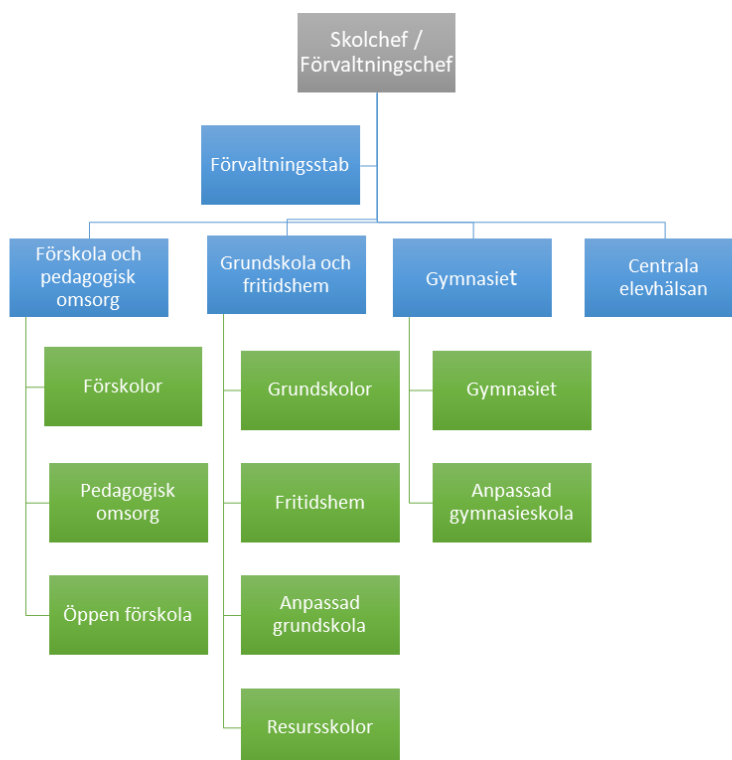 Skolchef /
Förvaltningschef
Förvaltningsstab
Förskola och
pedagogisk
omsorg
Grundskola och
fritidshem
Gymnasiet
Centrala
elevhälsan
Förskolor
Grundskolor
Gymnasiet
Pedagogisk
omsorg
Fritidshem
Anpassad
gymnasieskola
Öppen förskola
Anpassad
grundskola
Resursskolor